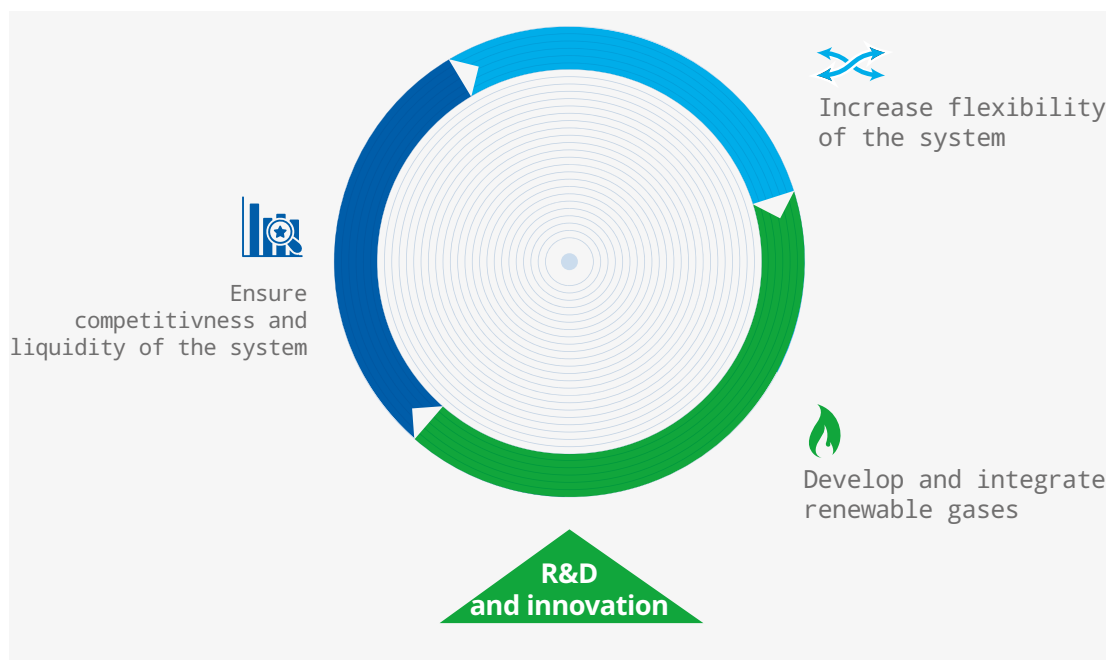 Increase flexibility
of the system
Ensure
competitivness and
liquidity of the system
Develop and integrate
renewable gases
R&D
and innovation